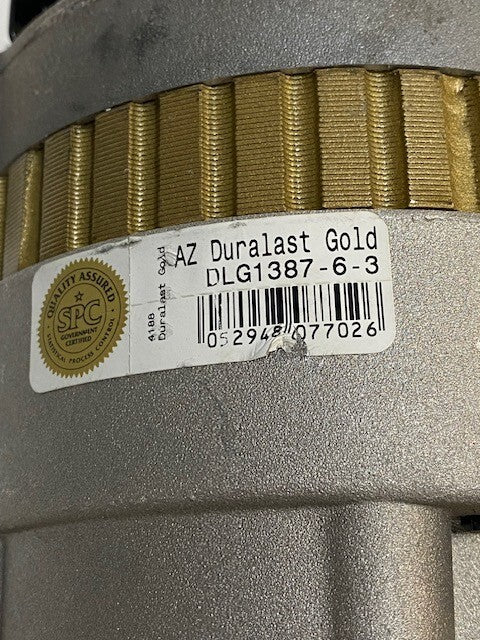 AZ Duralast Gold
DLG1387-6-3
052948 077026
4188
Duralast Gold
QUALITY ASSURED
SPC
GOVERNMENT
CERTIFIED
STATISTICAL PROCESS CONTROL